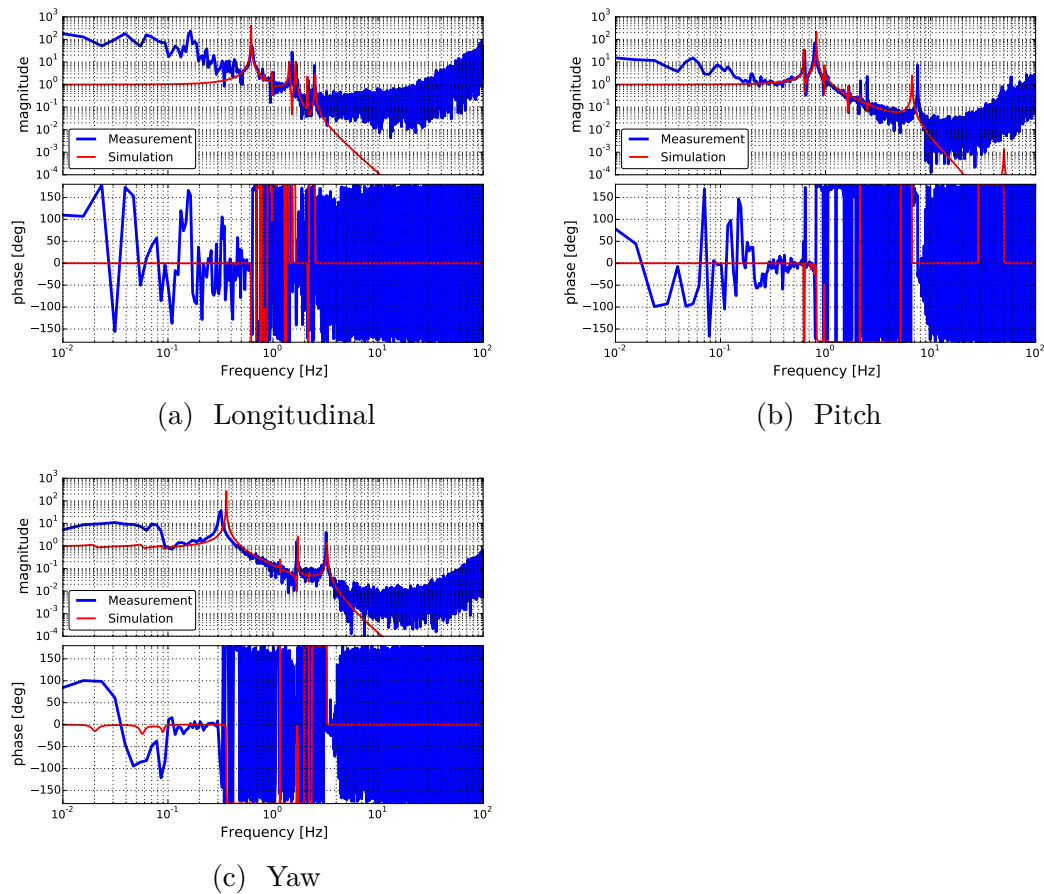 10³
10²
10¹
10⁰
10⁻¹
10⁻²
10⁻³
10⁻⁴
magnitude
Measurement
Simulation
150
100
50
0
−50
−100
−150
phase [deg]
10⁻² 10⁻¹ 10⁰ 10¹ 10²
Frequency [Hz]
(a) Longitudinal
10³
10²
10¹
10⁰
10⁻¹
10⁻²
10⁻³
10⁻⁴
magnitude
Measurement
Simulation
150
100
50
0
−50
−100
−150
phase [deg]
10⁻² 10⁻¹ 10⁰ 10¹ 10²
Frequency [Hz]
(b) Pitch
10³
10²
10¹
10⁰
10⁻¹
10⁻²
10⁻³
10⁻⁴
magnitude
Measurement
Simulation
150
100
50
0
−50
−100
−150
phase [deg]
10⁻² 10⁻¹ 10⁰ 10¹ 10²
Frequency [Hz]
(c) Yaw